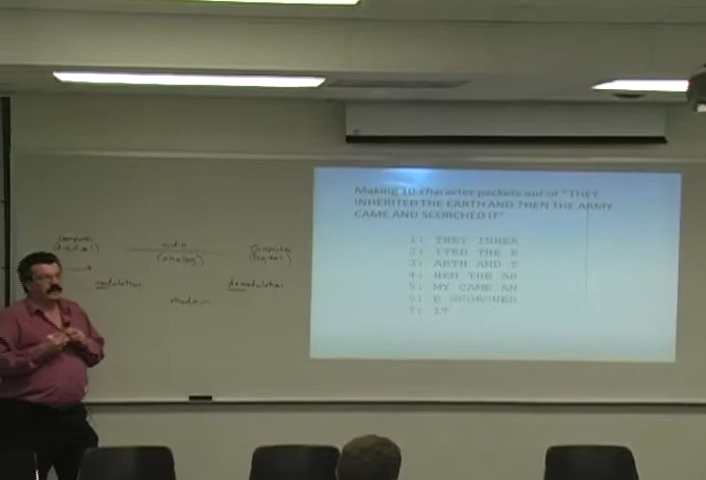 Making 10 character packets out of "THEY
INHERITED THE EARTH AND THEN THE ARMY
CAME AND SCORCHED IT"
1: THEY INHER
2: ITED THE E
3: ARTH AND T
4: HEN THE AR
5: MY CAME AN
6: D SCORCHED
7: IT
(analog)
modulation
demodulation
modem